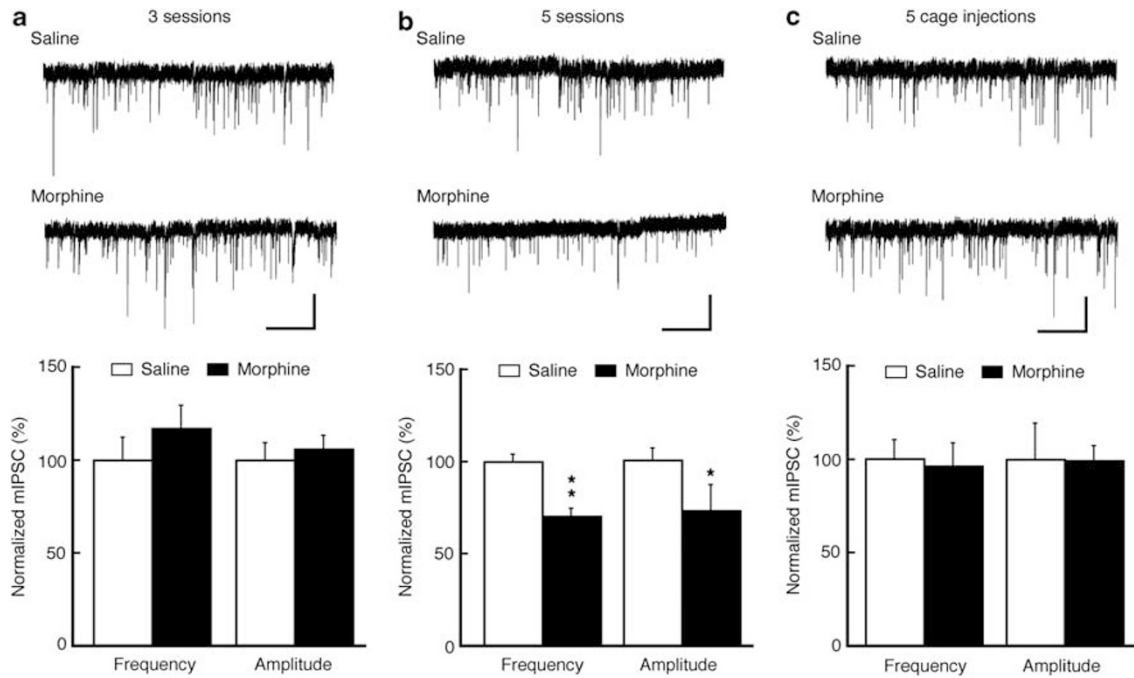 a
3 sessions
Saline
Morphine
150
100
50
0
Normalized mIPSC (%)
Saline
Morphine
Frequency
Amplitude
b
5 sessions
Saline
Morphine
150
100
50
0
Normalized mIPSC (%)
Saline
Morphine
*
*
*
Frequency
Amplitude
c
5 cage injections
Saline
Morphine
150
100
50
0
Normalized mIPSC (%)
Saline
Morphine
Frequency
Amplitude